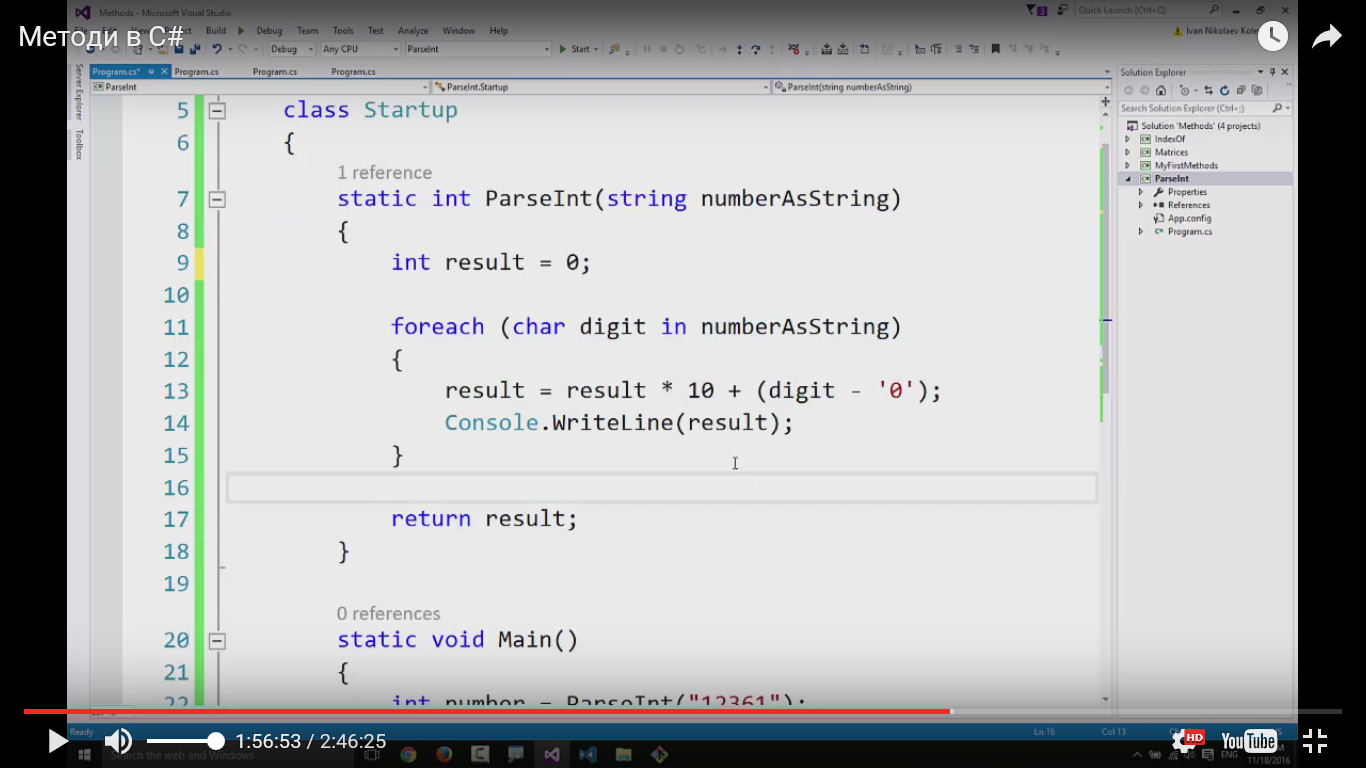 Methods - Microsoft Visual Studio
Quick Launch (Ctrl+Q)
Методи в C#
Build Debug Team Tools Test Analyze Window Help
Ivan Nikolaev
Debug Any CPU ParseInt Start
Server Explorer
Toolbox
Program.cs* Program.cs Program.cs Program.cs
ParseInt ParseInt.Startup ParseInt(string numberAsString)
5 class Startup
6 {
1 reference
7 static int ParseInt(string numberAsString)
8 {
9 int result = 0;
10
11 foreach (char digit in numberAsString)
12 {
13 result = result * 10 + (digit - '0');
14 Console.WriteLine(result);
15 }
16
17 return result;
18 }
19
0 references
20 static void Main()
21 {
22 int number = ParseInt("12361");
Solution Explorer
Search Solution Explorer (Ctrl+;)
Solution 'Methods' (4 projects)
IndexOf
Matrices
MyFirstMethods
ParseInt
Properties
References
App.config
Program.cs
Ready Ln 16 Col 13
1:56:53 / 2:46:25
HD
YouTube
Search the web and Windows
ENG
11/18/2016